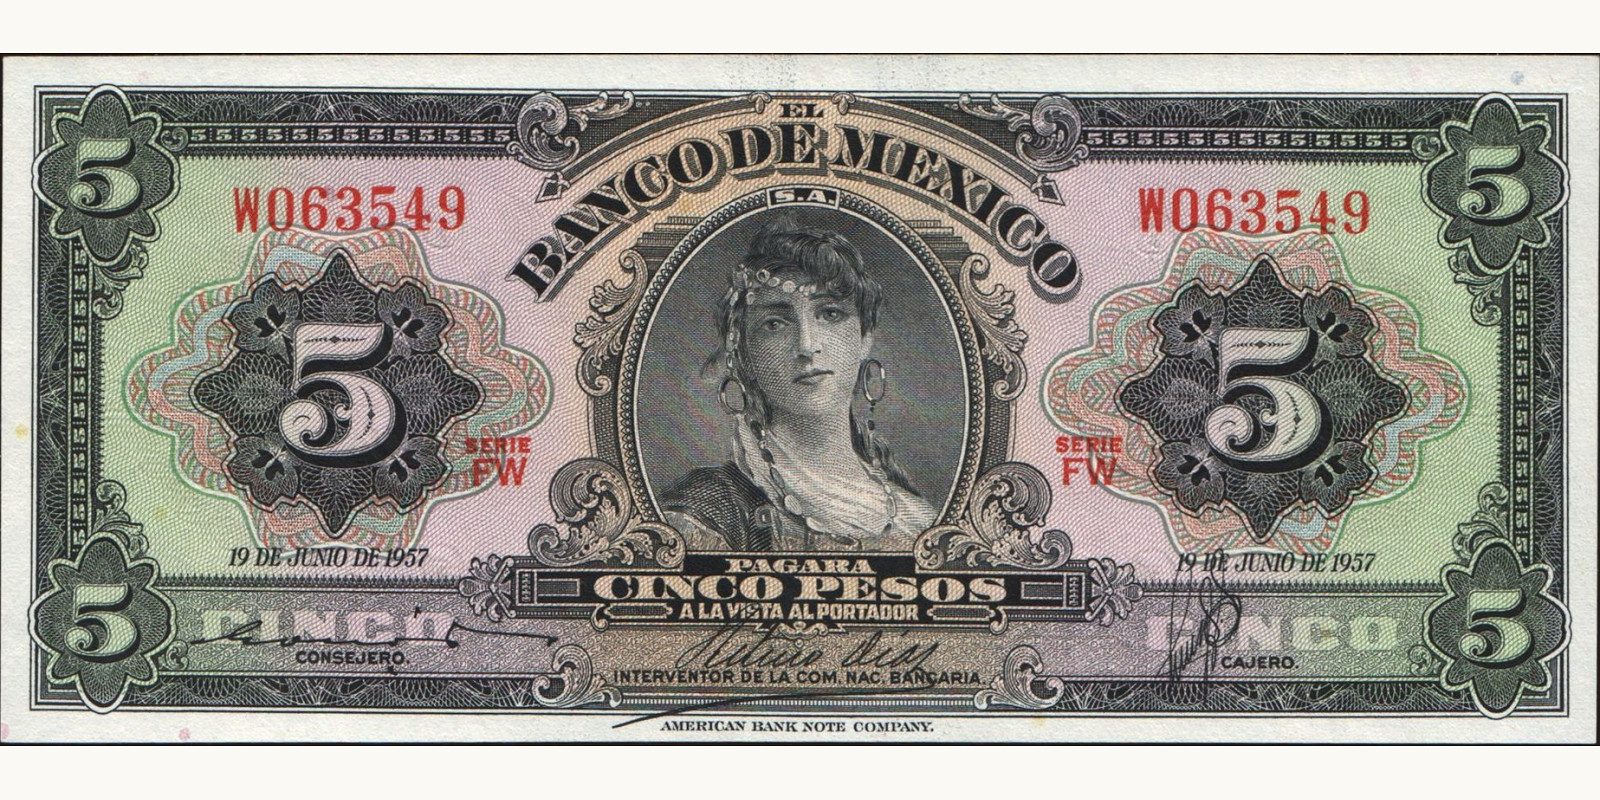 5 5
EL
BANCO DE MEXICO
S.A.
W063549 W063549
5 5
SERIE FW SERIE FW
19 DE JUNIO DE 1957 19 DE JUNIO DE 1957
PAGARA
CINCO PESOS
A LA VISTA AL PORTADOR
5 CINCO CINCO 5
Arturo Díaz
CONSEJERO. INTERVENTOR DE LA COM. NAC. BANCARIA. CAJERO.
AMERICAN BANK NOTE COMPANY.